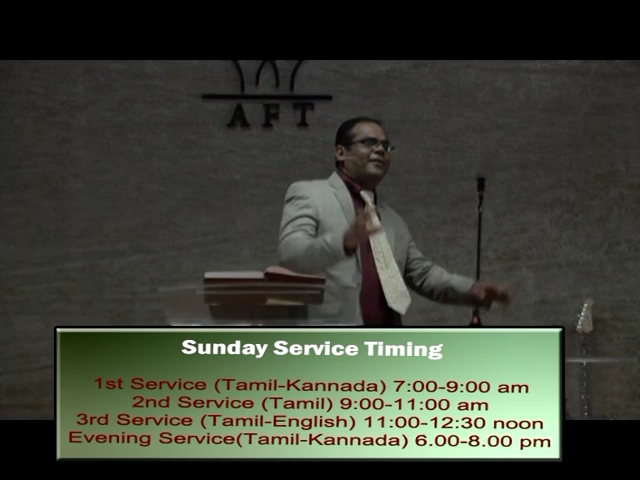 AFT
Sunday Service Timing
1st Service (Tamil-Kannada) 7:00-9:00 am
2nd Service (Tamil) 9:00-11:00 am
3rd Service (Tamil-English) 11:00-12:30 noon
Evening Service(Tamil-Kannada) 6.00-8.00 pm